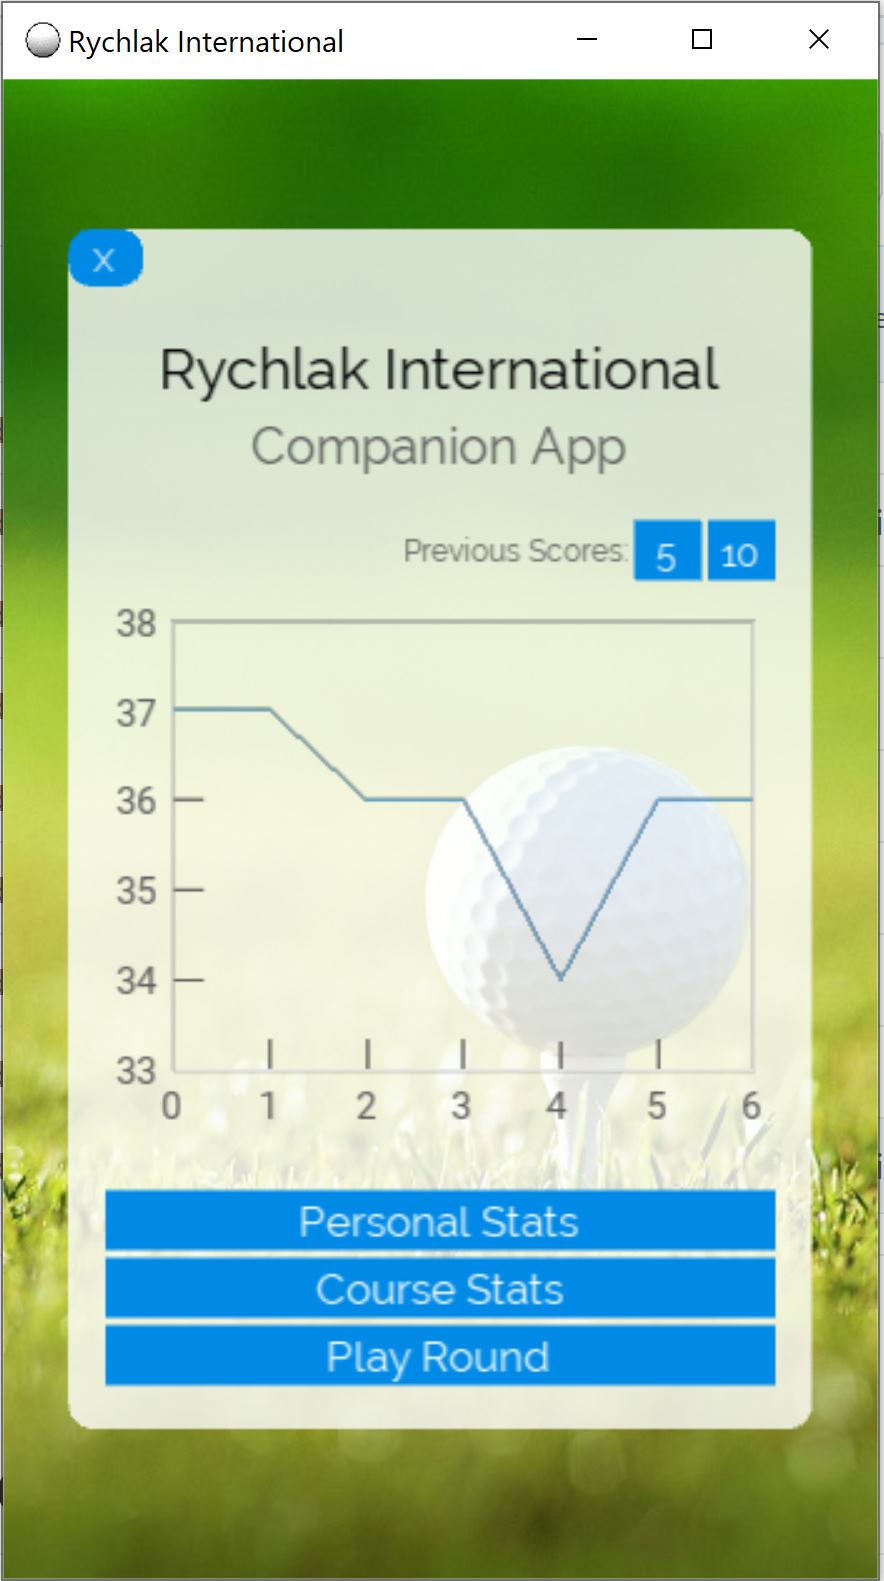 Rychlak International
X
Rychlak International
Companion App
Previous Scores: 5 10
38
37
36
35
34
33
0 1 2 3 4 5 6
Personal Stats
Course Stats
Play Round